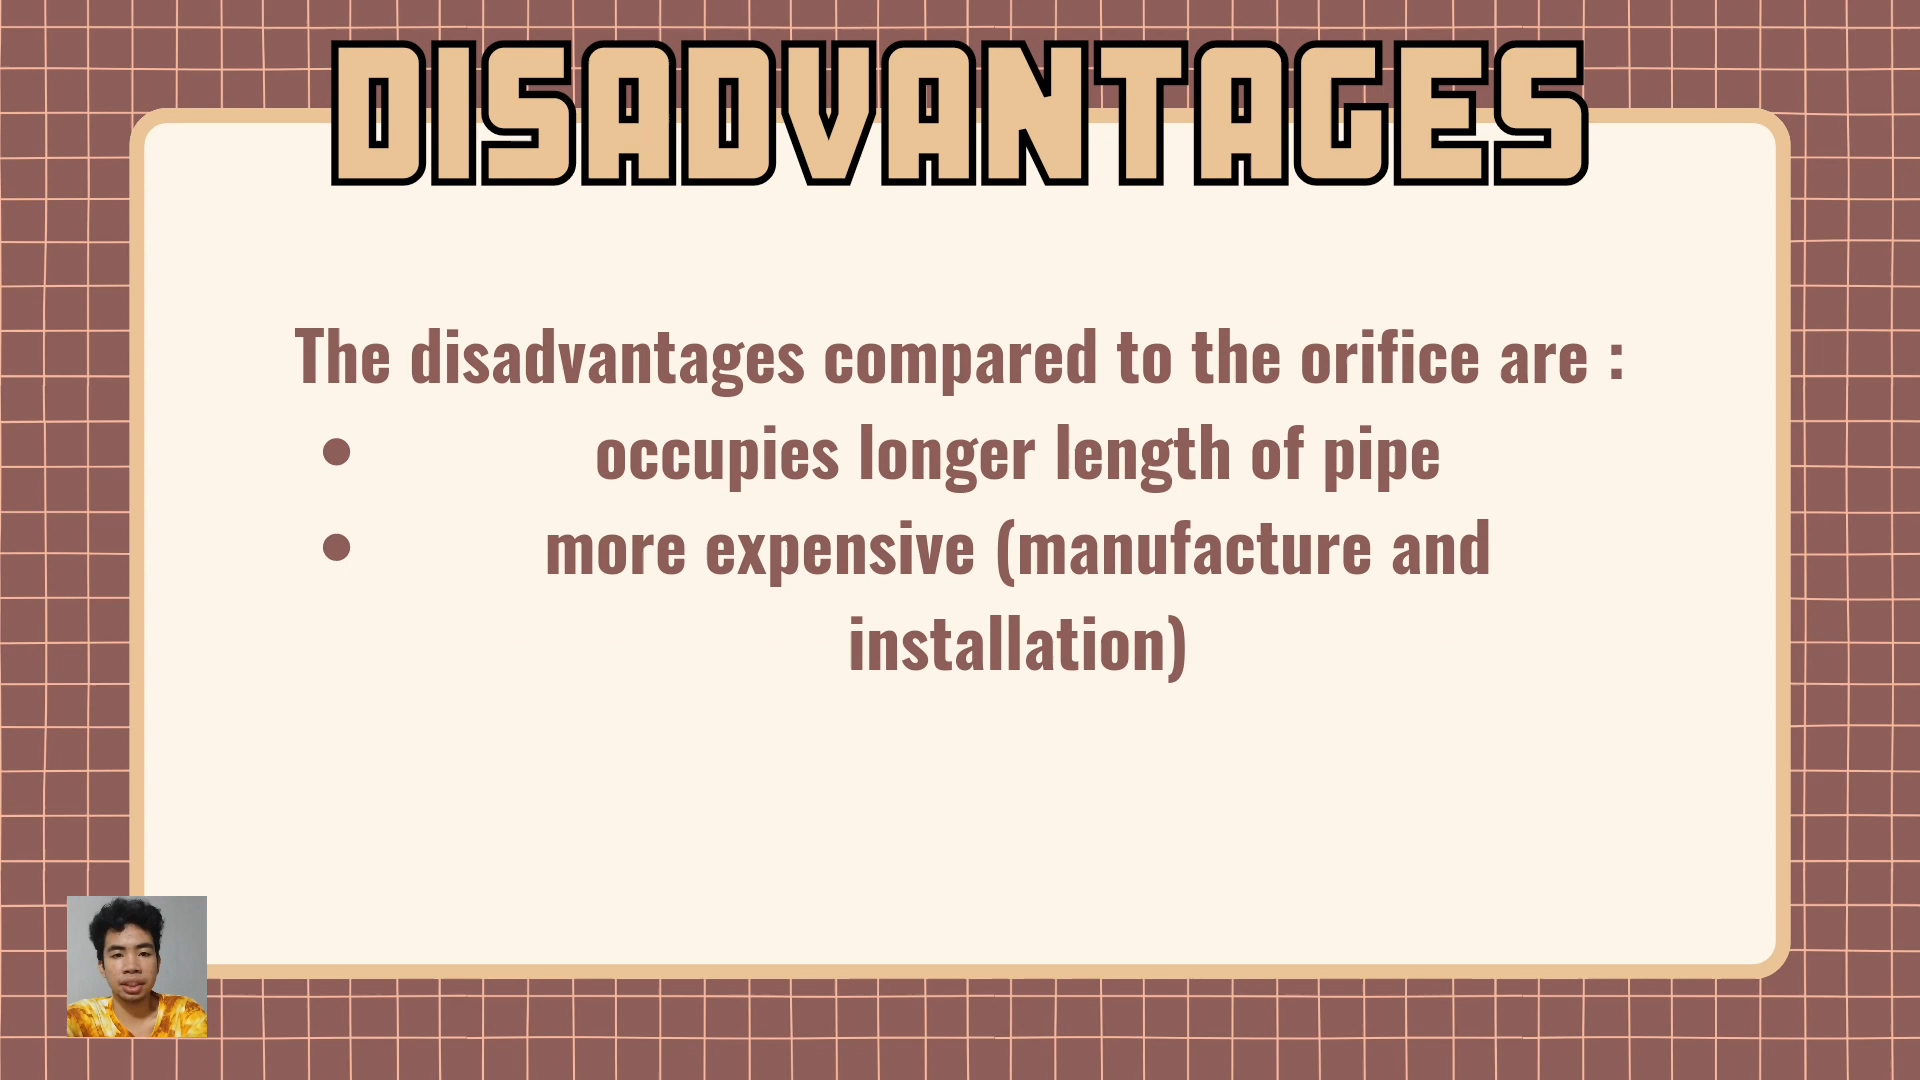 DISADVANTAGES
The disadvantages compared to the orifice are :
• occupies longer length of pipe
• more expensive (manufacture and
installation)